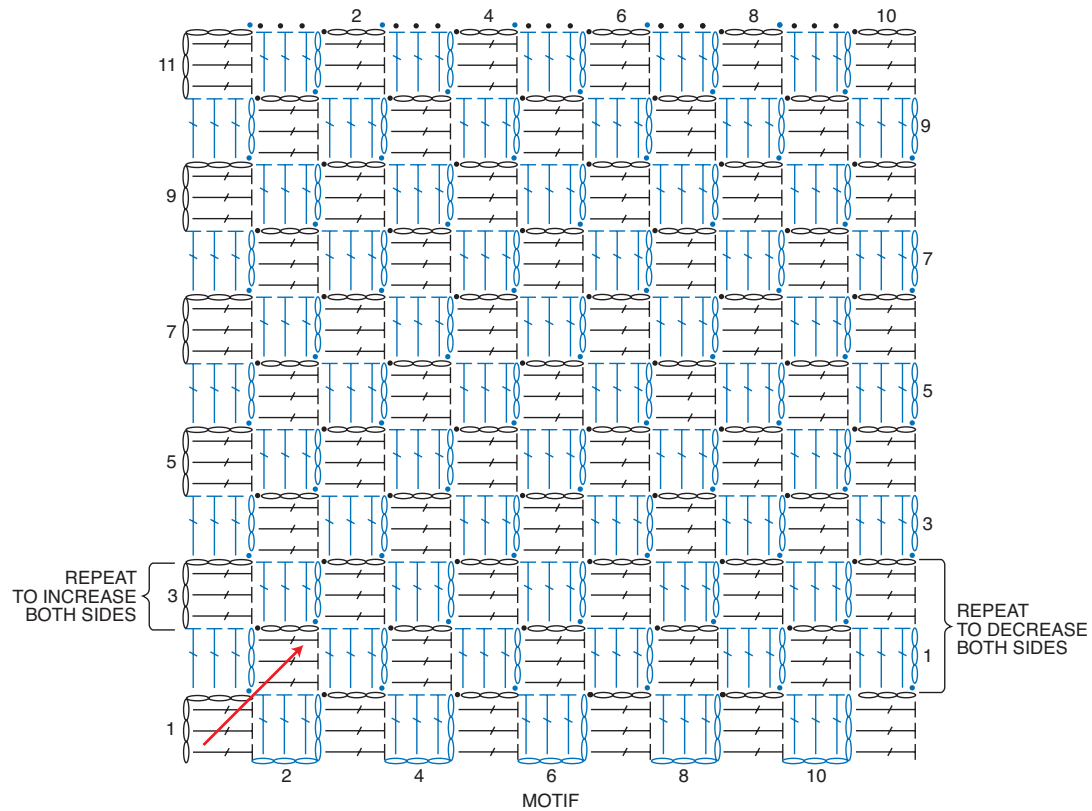 2 4 6 8 10
11
9
9
7
7
5
5
3
REPEAT
TO INCREASE
BOTH SIDES
3
REPEAT
TO DECREASE
BOTH SIDES
1
1
2 4 6 8 10
MOTIF